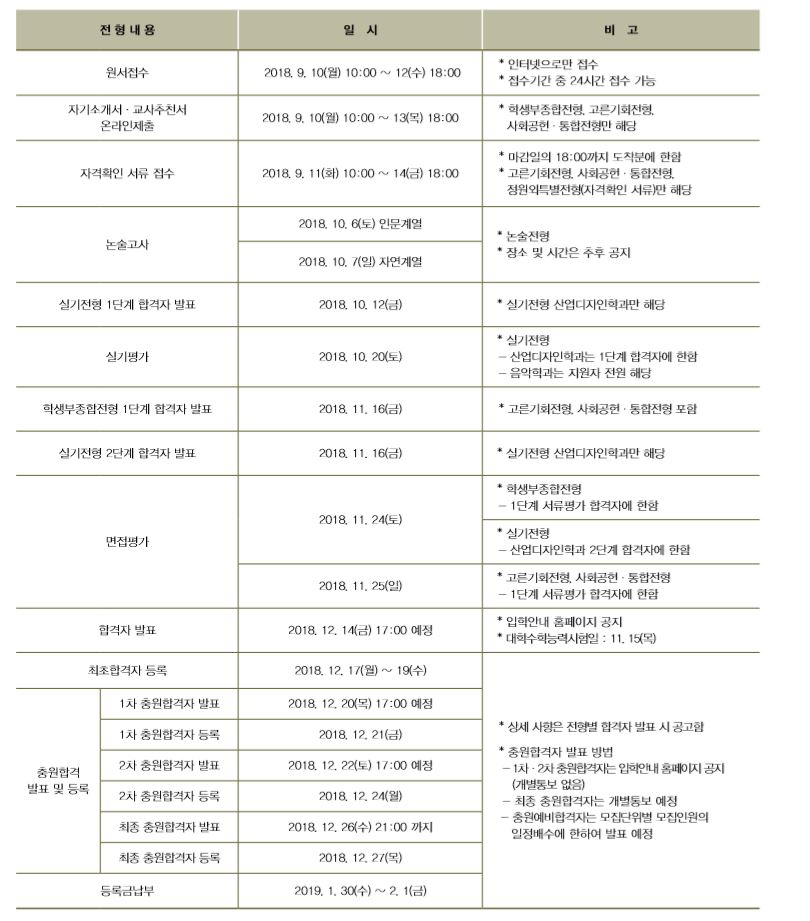 전형내용
일 시
비 고
원서접수
2018. 9. 10(월) 10:00 ~ 12(수) 18:00
* 인터넷으로만 접수
* 접수기간 중 24시간 접수 가능
자기소개서·교사추천서
온라인제출
2018. 9. 10(월) 10:00 ~ 13(목) 18:00
* 학생부종합전형, 고른기회전형,
사회공헌·통합전형만 해당
자격확인 서류 접수
2018. 9. 11(화) 10:00 ~ 14(금) 18:00
* 마감일의 18:00까지 도착분에 한함
* 고른기회전형, 사회공헌·통합전형,
정원외특별전형(자격확인 서류)만 해당
논술고사
2018. 10. 6(토) 인문계열
2018. 10. 7(일) 자연계열
* 논술전형
* 장소 및 시간은 추후 공지
실기전형 1단계 합격자 발표
2018. 10. 12(금)
* 실기전형 산업디자인학과만 해당
실기평가
2018. 10. 20(토)
* 실기전형
- 산업디자인학과는 1단계 합격자에 한함
- 음악학과는 지원자 전원 해당
학생부종합전형 1단계 합격자 발표
2018. 11. 16(금)
* 고른기회전형, 사회공헌·통합전형 포함
실기전형 2단계 합격자 발표
2018. 11. 16(금)
* 실기전형 산업디자인학과만 해당
면접평가
2018. 11. 24(토)
* 학생부종합전형
- 1단계 서류평가 합격자에 한함
* 실기전형
- 산업디자인학과 2단계 합격자에 한함
2018. 11. 25(일)
* 고른기회전형, 사회공헌·통합전형
- 1단계 서류평가 합격자에 한함
합격자 발표
2018. 12. 14(금) 17:00 예정
* 입학안내 홈페이지 공지
* 대학수학능력시험일 : 11. 15(목)
최초합격자 등록
2018. 12. 17(월) ~ 19(수)
충원합격
발표 및 등록
1차 충원합격자 발표
2018. 12. 20(목) 17:00 예정
1차 충원합격자 등록
2018. 12. 21(금)
2차 충원합격자 발표
2018. 12. 22(토) 17:00 예정
2차 충원합격자 등록
2018. 12. 24(월)
최종 충원합격자 발표
2018. 12. 26(수) 21:00 까지
최종 충원합격자 등록
2018. 12. 27(목)
* 상세 사항은 전형별 합격자 발표 시 공고함
* 충원합격자 발표 방법
- 1차·2차 충원합격자는 입학안내 홈페이지 공지
(개별통보 없음)
- 최종 충원합격자는 개별통보 예정
- 충원예비합격자는 모집단위별 모집인원의
일정배수에 한하여 발표 예정
등록금납부
2019. 1. 30(수) ~ 2. 1(금)